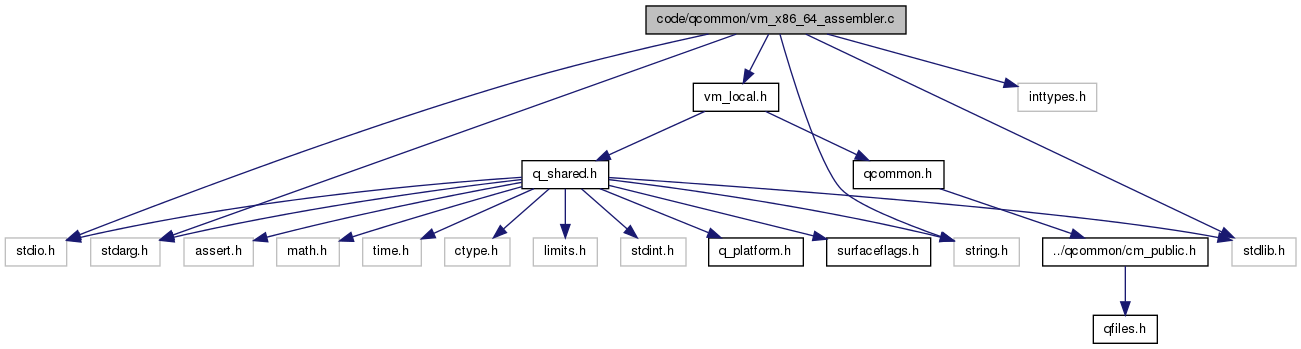 code/qcommon/vm_x86_64_assembler.c
vm_local.h
inttypes.h
q_shared.h
qcommon.h
stdio.h
stdarg.h
assert.h
math.h
time.h
ctype.h
limits.h
stdint.h
q_platform.h
surfaceflags.h
string.h
../qcommon/cm_public.h
stdlib.h
qfiles.h